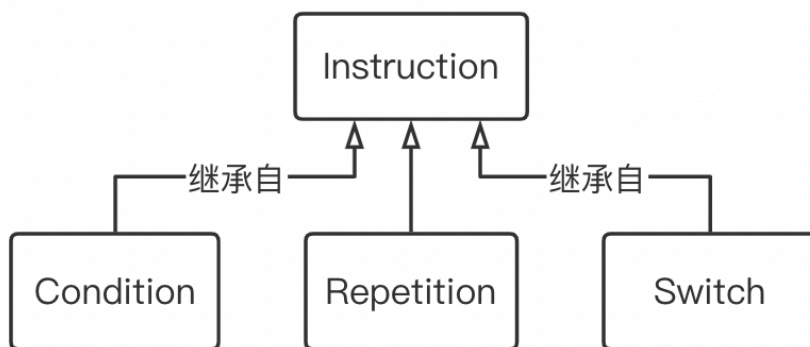 Instruction
继承自
继承自
Condition
Repetition
Switch